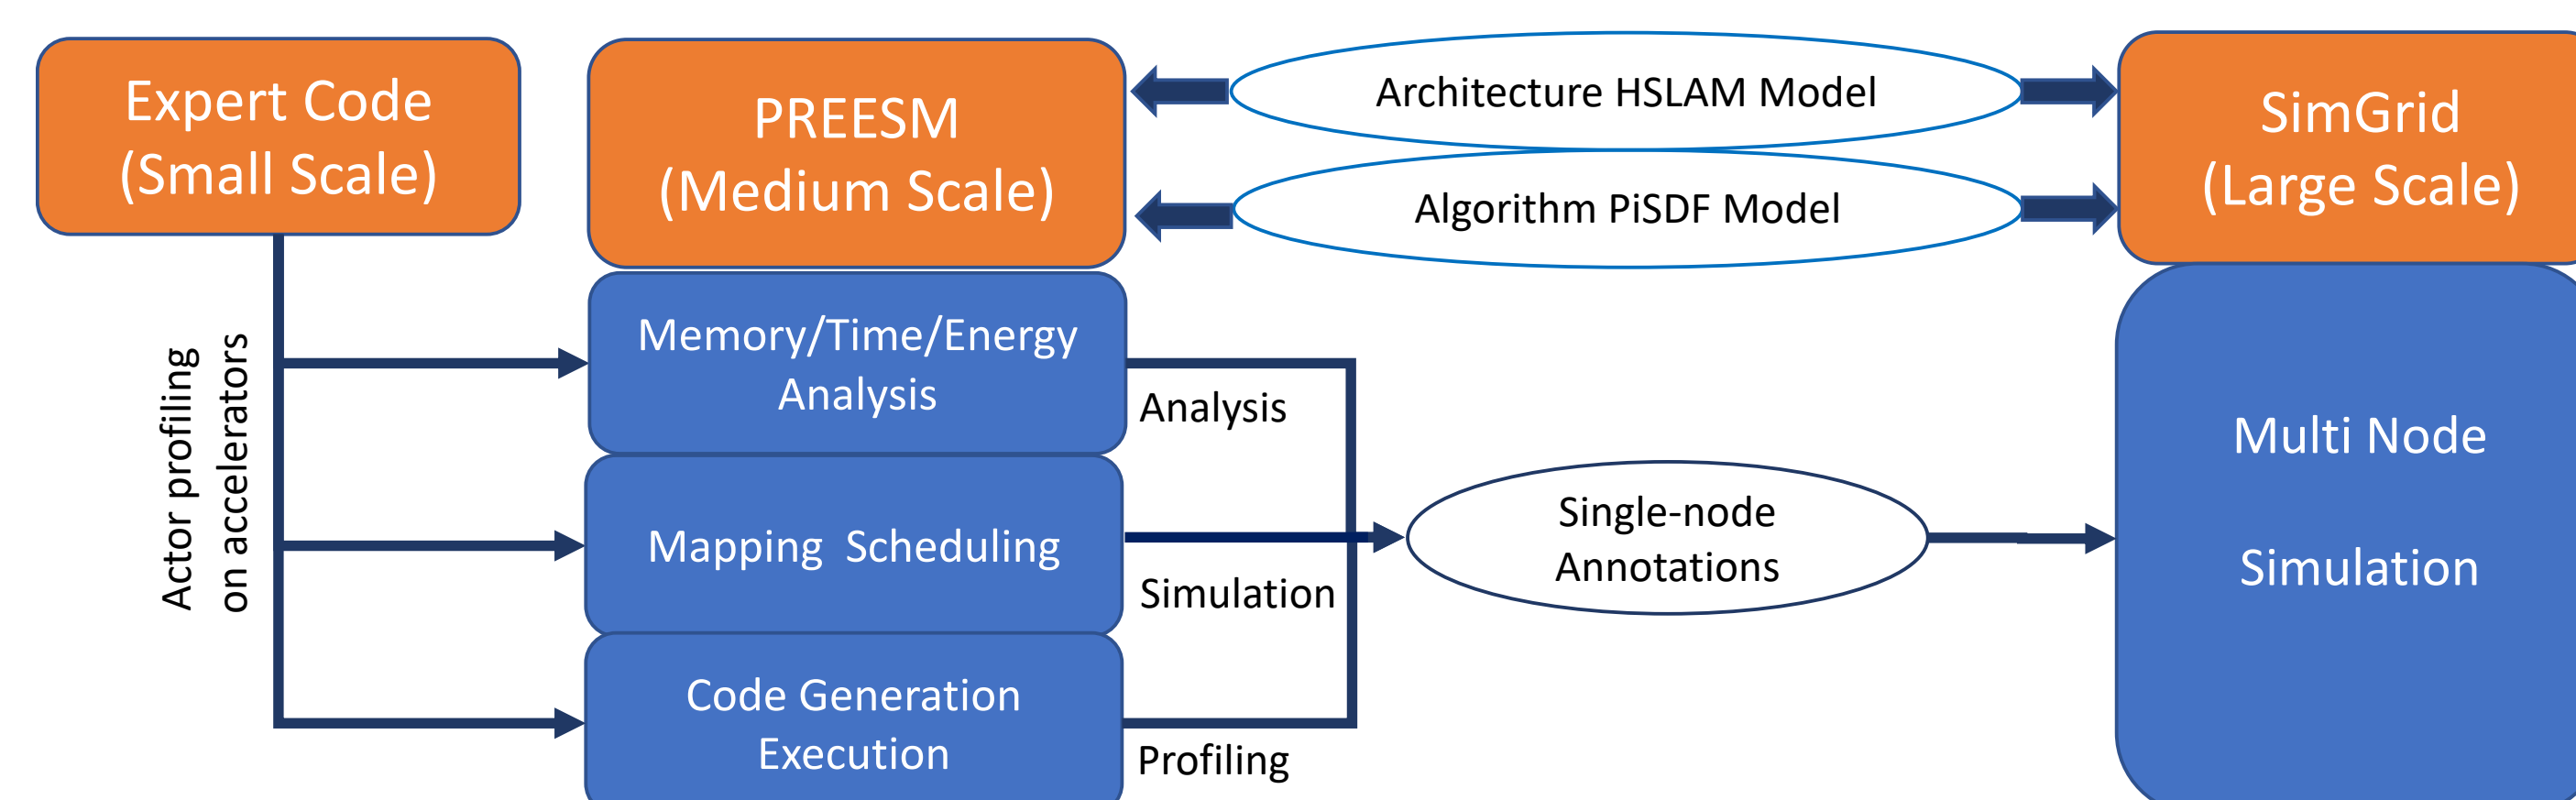 Expert Code
(Small Scale)
PREESM
(Medium Scale)
Architecture HSLAM Model
Algorithm PiSDF Model
SimGrid
(Large Scale)
Actor profiling
on accelerators
Memory/Time/Energy
Analysis
Mapping  Scheduling
Code Generation
Execution
Analysis
Simulation
Profiling
Single-node
Annotations
Multi Node
Simulation